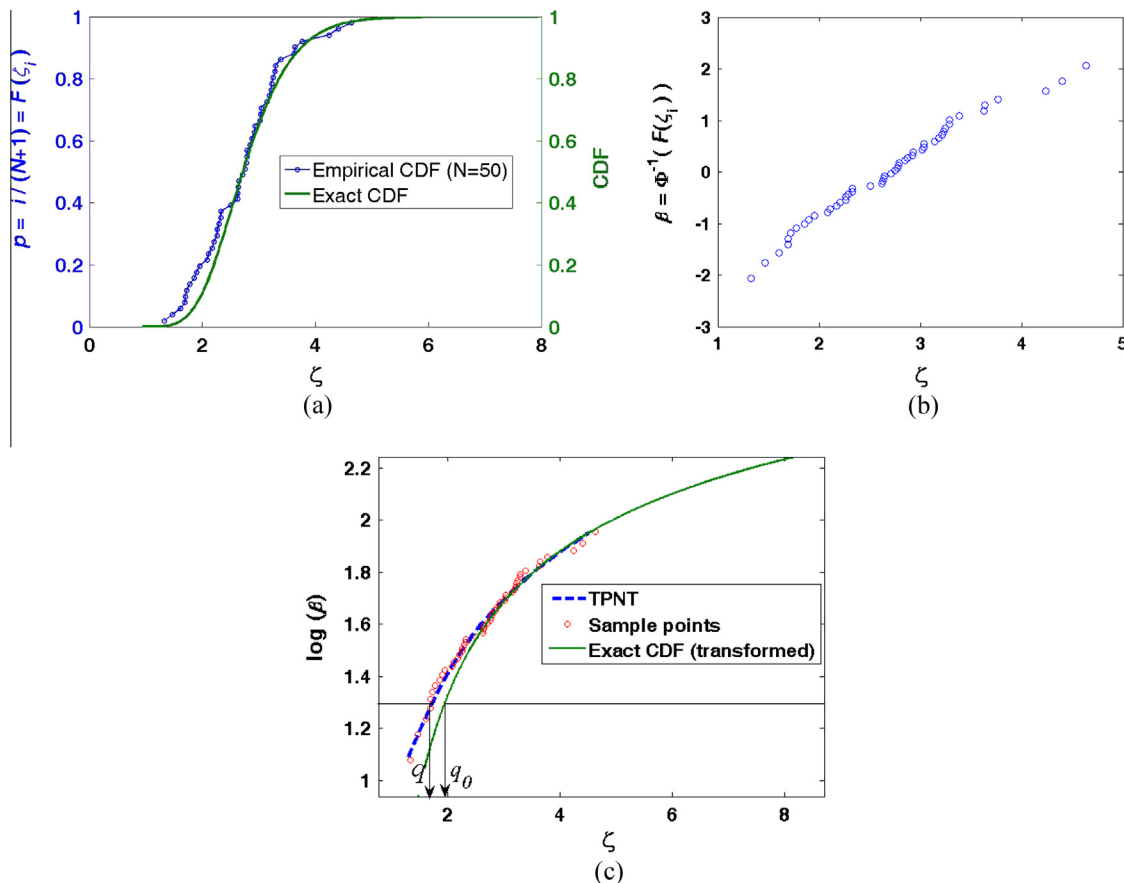 p = i / (N+1) = F (ζi)
1
0.8
0.6
0.4
0.2
0
0 2 4 6 8
ζ
1
0.8
0.6
0.4
0.2
0
CDF
Empirical CDF (N=50)
Exact CDF
(a)
β = Φ⁻¹( F(ζi ))
3
2
1
0
-1
-2
-3
1 2 3 4 5
ζ
(b)
log (β)
2.2
2
1.8
1.6
1.4
1.2
1
TPNT
Sample points
Exact CDF (transformed)
q q0
2 4 6 8
ζ
(c)